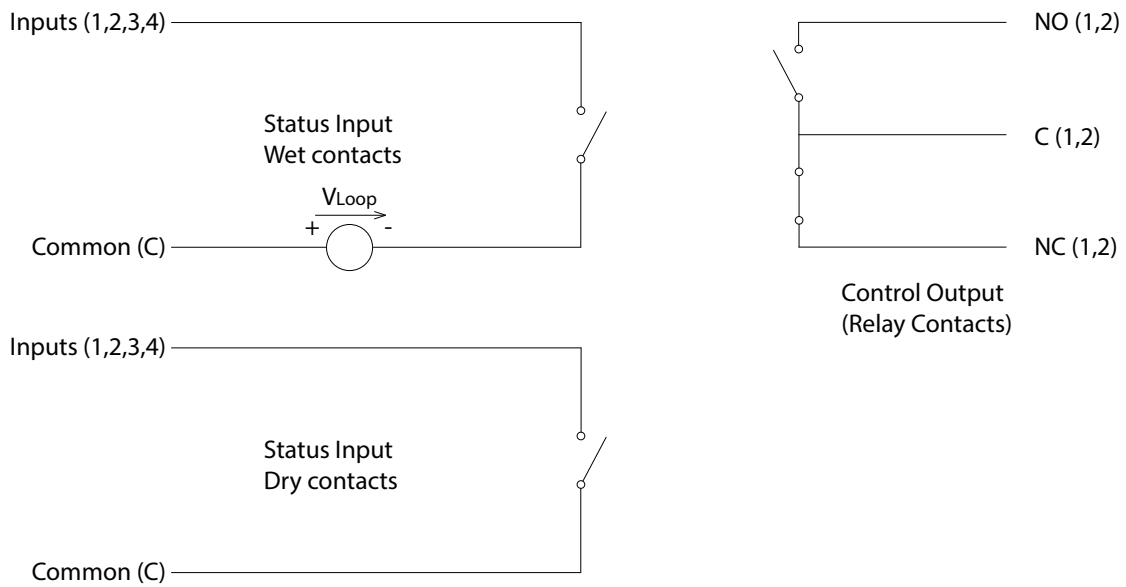 Inputs (1,2,3,4)
Status Input
Wet contacts
VLoop
+ -
Common (C)
NO (1,2)
C (1,2)
NC (1,2)
Control Output
(Relay Contacts)
Inputs (1,2,3,4)
Status Input
Dry contacts
Common (C)